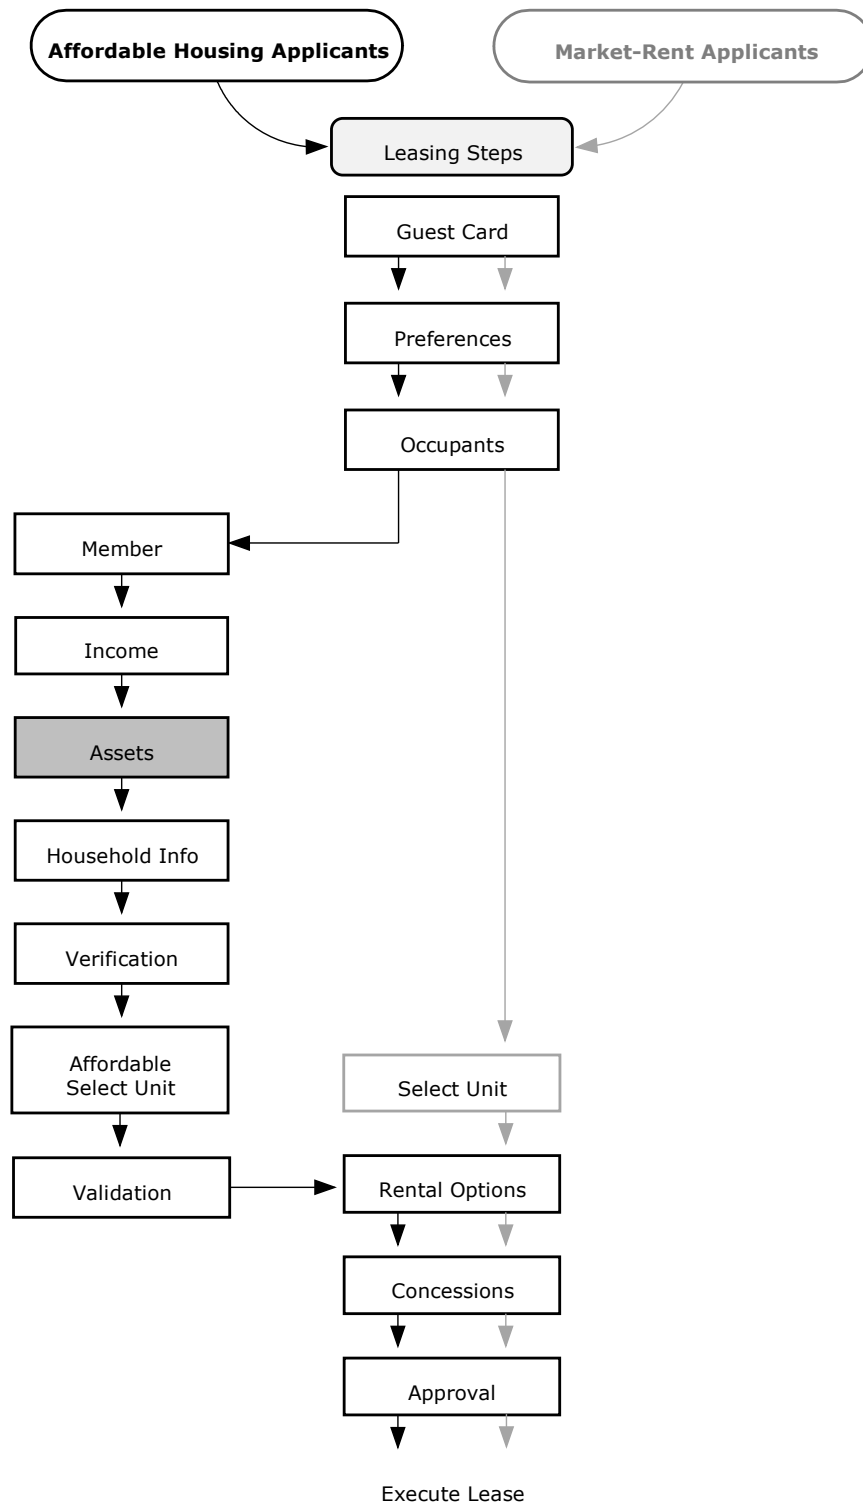 Affordable Housing Applicants
Market-Rent Applicants
Leasing Steps
Guest Card
Preferences
Occupants
Member
Income
Assets
Household Info
Verification
Affordable
Select Unit
Select Unit
Validation
Rental Options
Concessions
Approval
Execute Lease